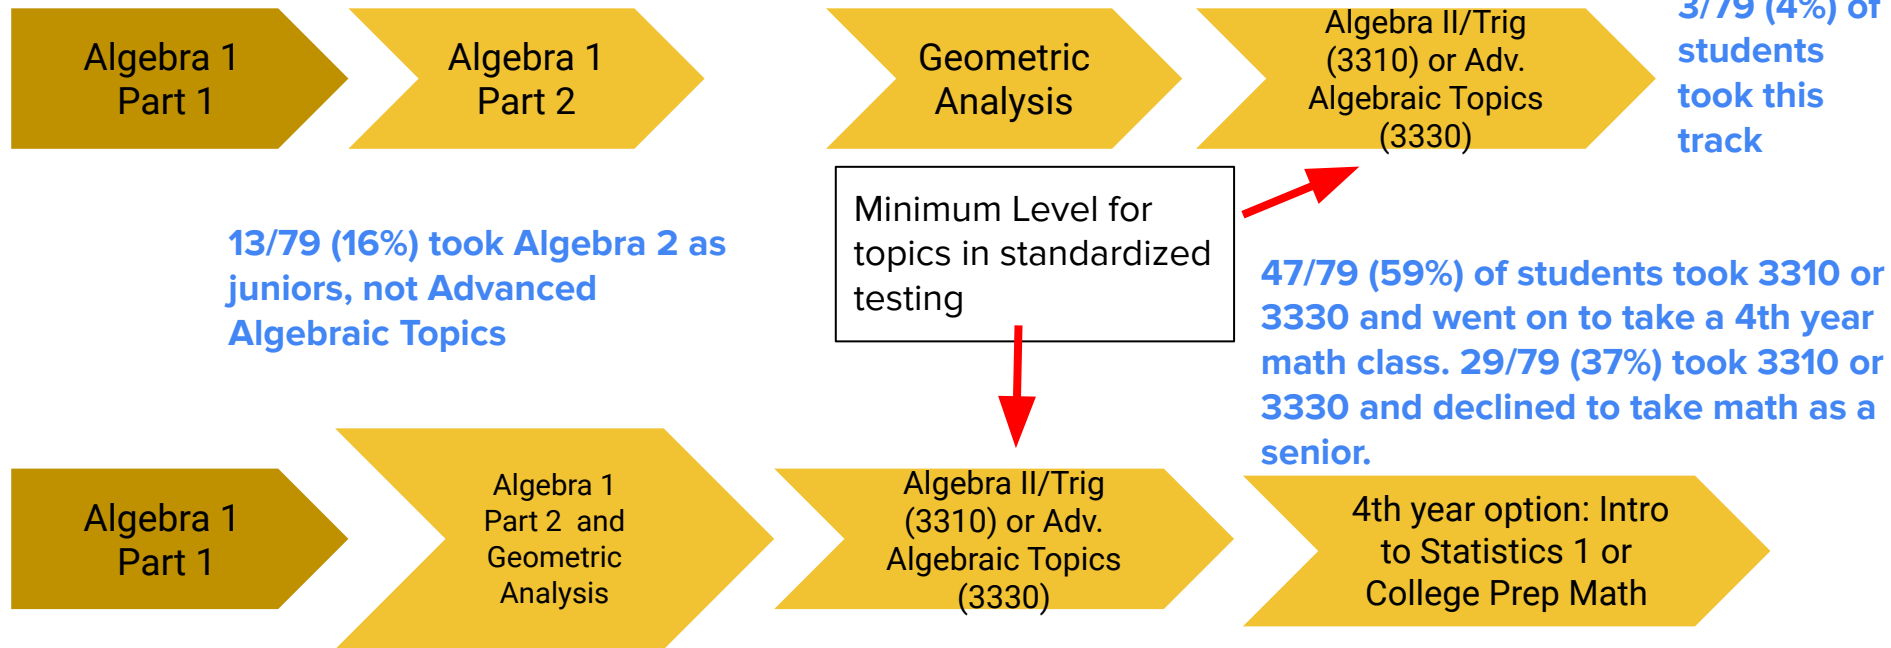 Algebra 1
Part 1
Algebra 1
Part 2
Geometric
Analysis
Algebra II/Trig
(3310) or Adv.
Algebraic Topics
(3330)
3/79 (4%) of
students
took this
track
Minimum Level for
topics in standardized
testing
13/79 (16%) took Algebra 2 as
juniors, not Advanced
Algebraic Topics
47/79 (59%) of students took 3310 or
3330 and went on to take a 4th year
math class. 29/79 (37%) took 3310 or
3330 and declined to take math as a
senior.
Algebra 1
Part 1
Algebra 1
Part 2 and
Geometric
Analysis
Algebra II/Trig
(3310) or Adv.
Algebraic Topics
(3330)
4th year option: Intro
to Statistics 1 or
College Prep Math